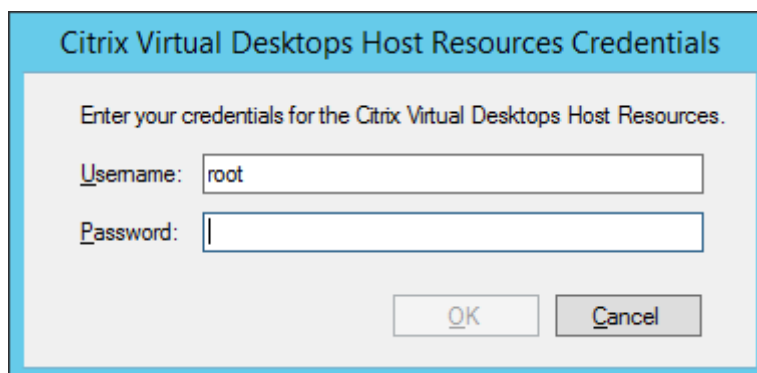 Citrix Virtual Desktops Host Resources Credentials
Enter your credentials for the Citrix Virtual Desktops Host Resources.
Username: root
Password:
OK Cancel